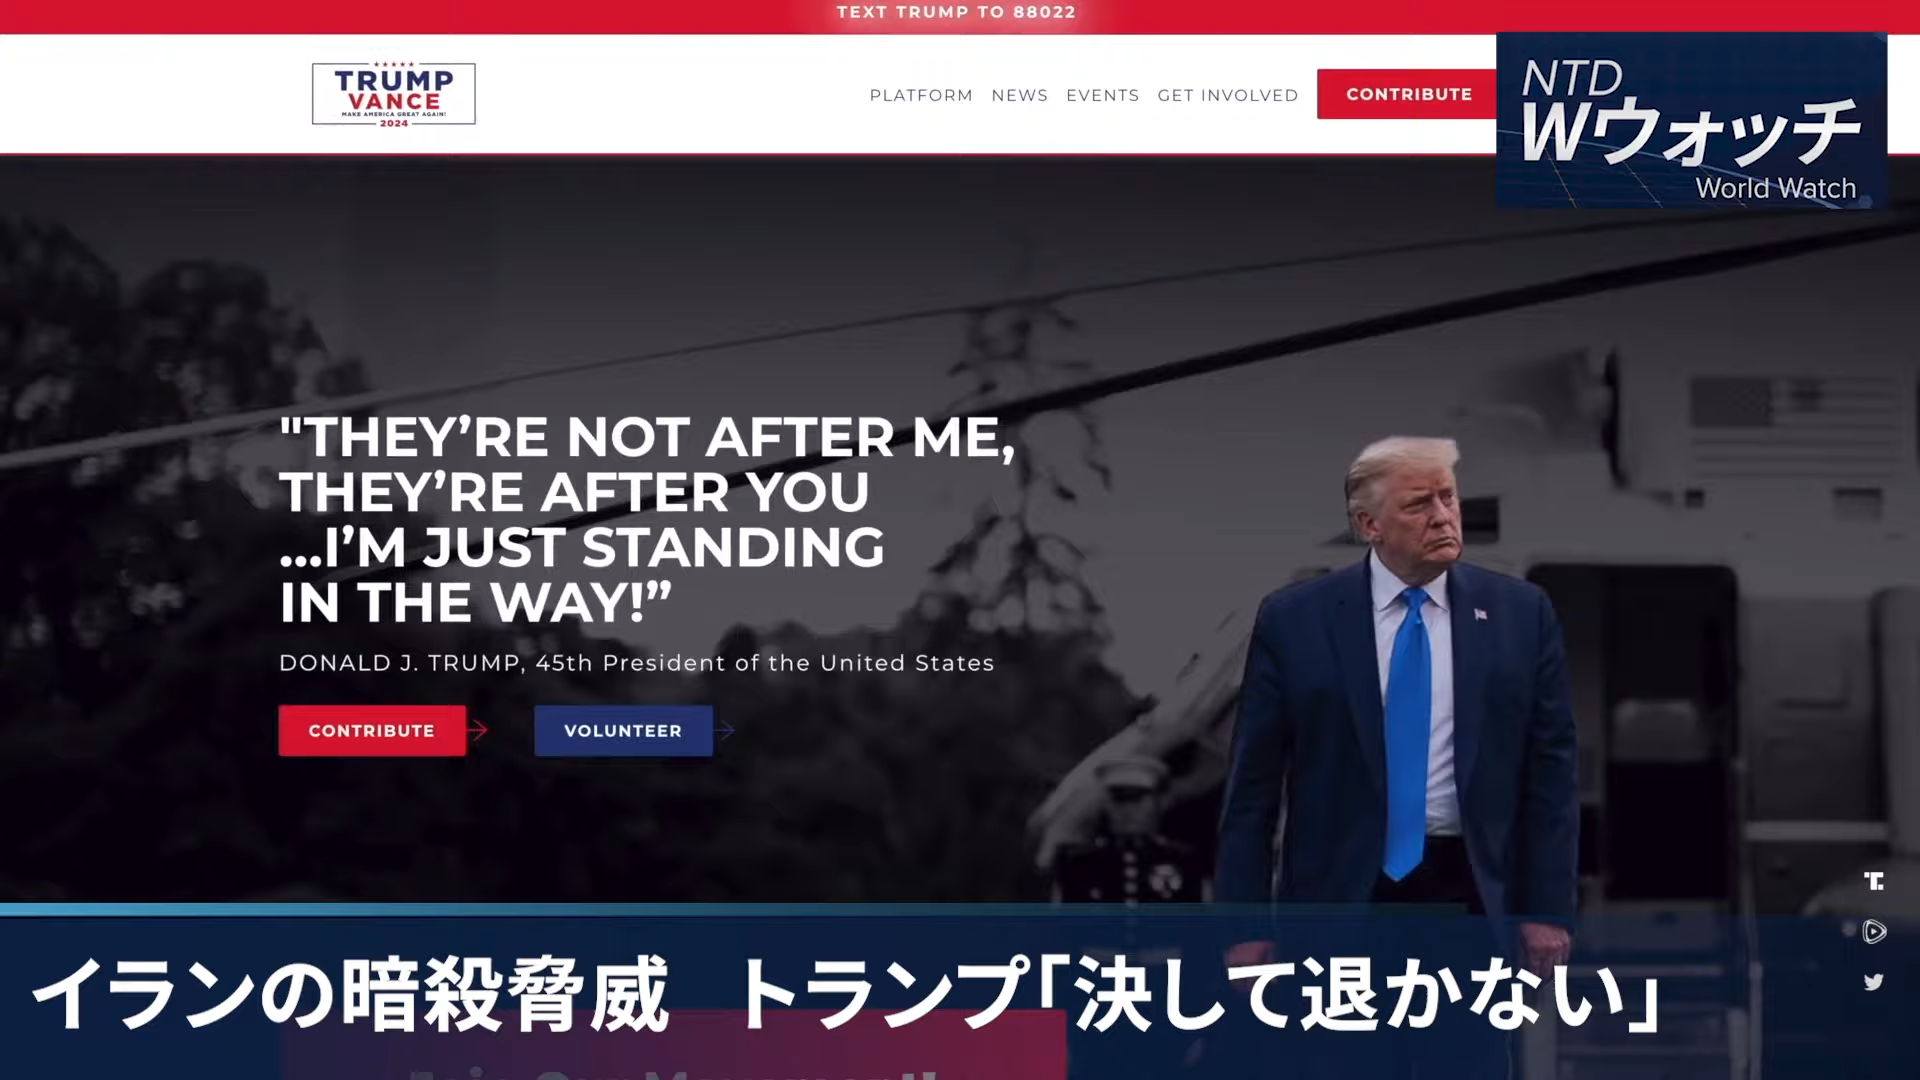 TEXT TRUMP TO 88022
TRUMP
VANCE
MAKE AMERICA GREAT AGAIN!
2024
PLATFORM NEWS EVENTS GET INVOLVED CONTRIBUTE
NTD
Wウォッチ
World Watch
"THEY’RE NOT AFTER ME,
THEY’RE AFTER YOU
...I’M JUST STANDING
IN THE WAY!”
DONALD J. TRUMP, 45th President of the United States
CONTRIBUTE VOLUNTEER
イランの暗殺脅威 トランプ「決して退かない」